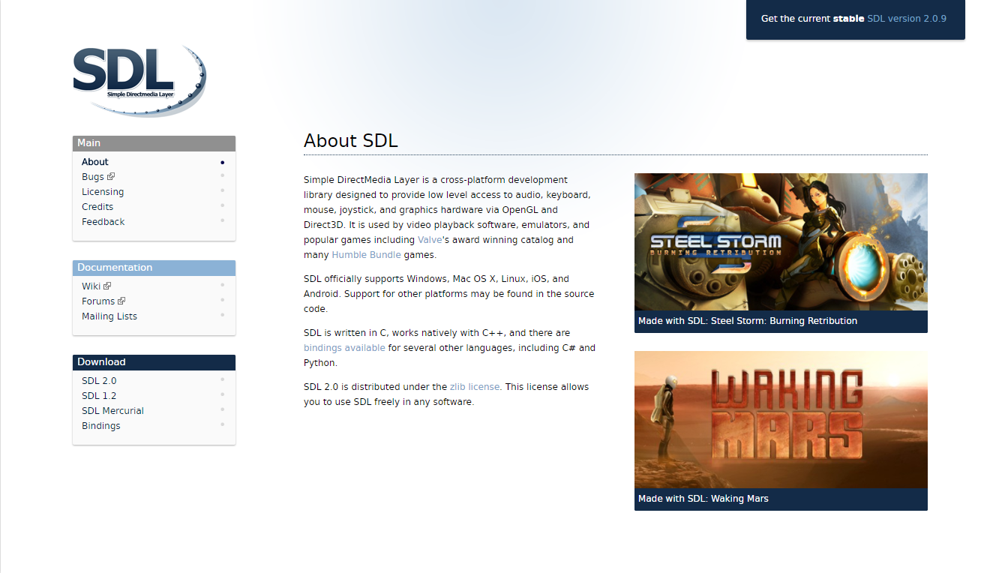 Get the current stable SDL version 2.0.9
SDL
Simple Directmedia Layer
Main
About
Bugs
Licensing
Credits
Feedback
Documentation
Wiki
Forums
Mailing Lists
Download
SDL 2.0
SDL 1.2
SDL Mercurial
Bindings
About SDL
Simple DirectMedia Layer is a cross-platform development
library designed to provide low level access to audio, keyboard,
mouse, joystick, and graphics hardware via OpenGL and
Direct3D. It is used by video playback software, emulators, and
popular games including Valve's award winning catalog and
many Humble Bundle games.
SDL officially supports Windows, Mac OS X, Linux, iOS, and
Android. Support for other platforms may be found in the source
code.
SDL is written in C, works natively with C++, and there are
bindings available for several other languages, including C# and
Python.
SDL 2.0 is distributed under the zlib license. This license allows
you to use SDL freely in any software.
STEEL STORM™
BURNING RETRIBUTION
Made with SDL: Steel Storm: Burning Retribution
WAKING
MARS
Made with SDL: Waking Mars